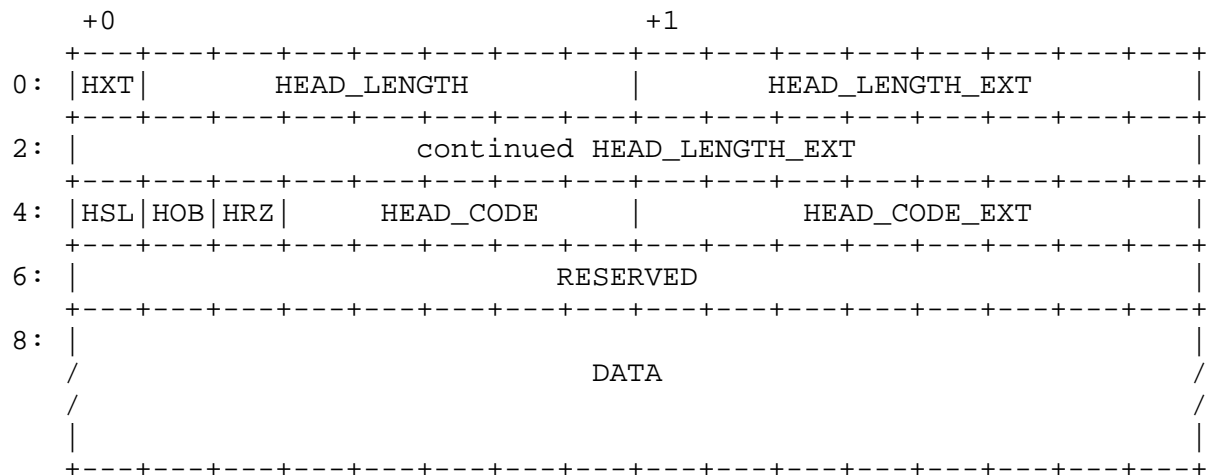 +0 +1
+---+---+---+---+---+---+---+---+---+---+---+---+---+---+---+---+
0: |HXT| HEAD_LENGTH | HEAD_LENGTH_EXT |
+---+---+---+---+---+---+---+---+---+---+---+---+---+---+---+---+
2: | continued HEAD_LENGTH_EXT |
+---+---+---+---+---+---+---+---+---+---+---+---+---+---+---+---+
4: |HSL|HOB|HRZ| HEAD_CODE | HEAD_CODE_EXT |
+---+---+---+---+---+---+---+---+---+---+---+---+---+---+---+---+
6: | RESERVED |
+---+---+---+---+---+---+---+---+---+---+---+---+---+---+---+---+
8: | |
/ DATA /
/ /
| |
+---+---+---+---+---+---+---+---+---+---+---+---+---+---+---+---+